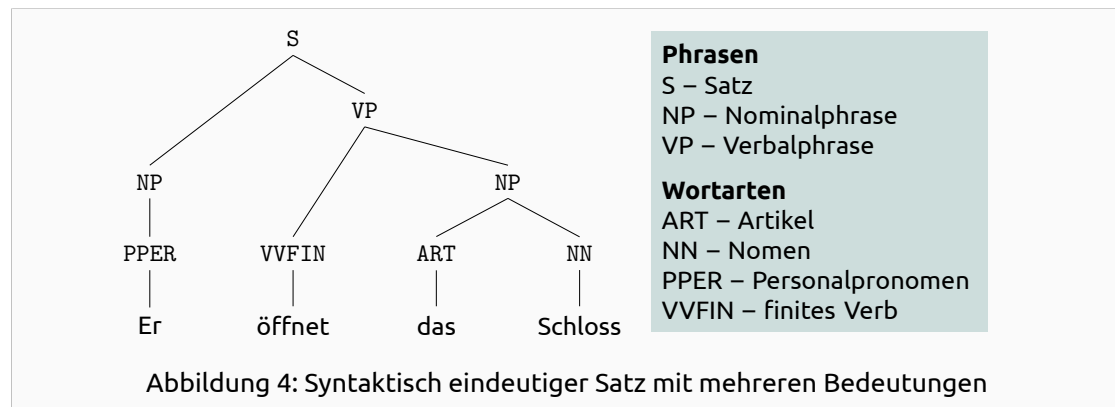 S
VP
NP NP
PPER VVFIN ART NN
Er öffnet das Schloss
Phrasen
S – Satz
NP – Nominalphrase
VP – Verbalphrase
Wortarten
ART – Artikel
NN – Nomen
PPER – Personalpronomen
VVFIN – finites Verb
Abbildung 4: Syntaktisch eindeutiger Satz mit mehreren Bedeutungen